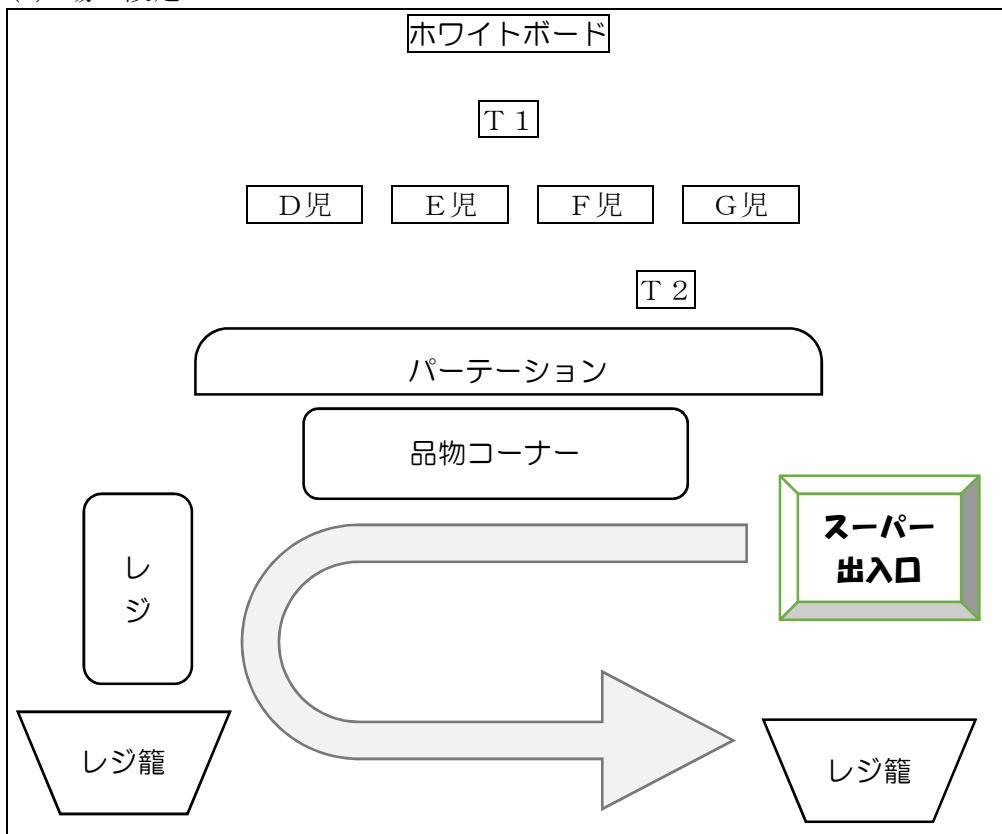 ホワイトボード
Ｔ１
Ｄ児 Ｅ児 Ｆ児 Ｇ児
Ｔ２
パーテーション
品物コーナー
スーパー
出入口
レジ
レジ籠
レジ籠